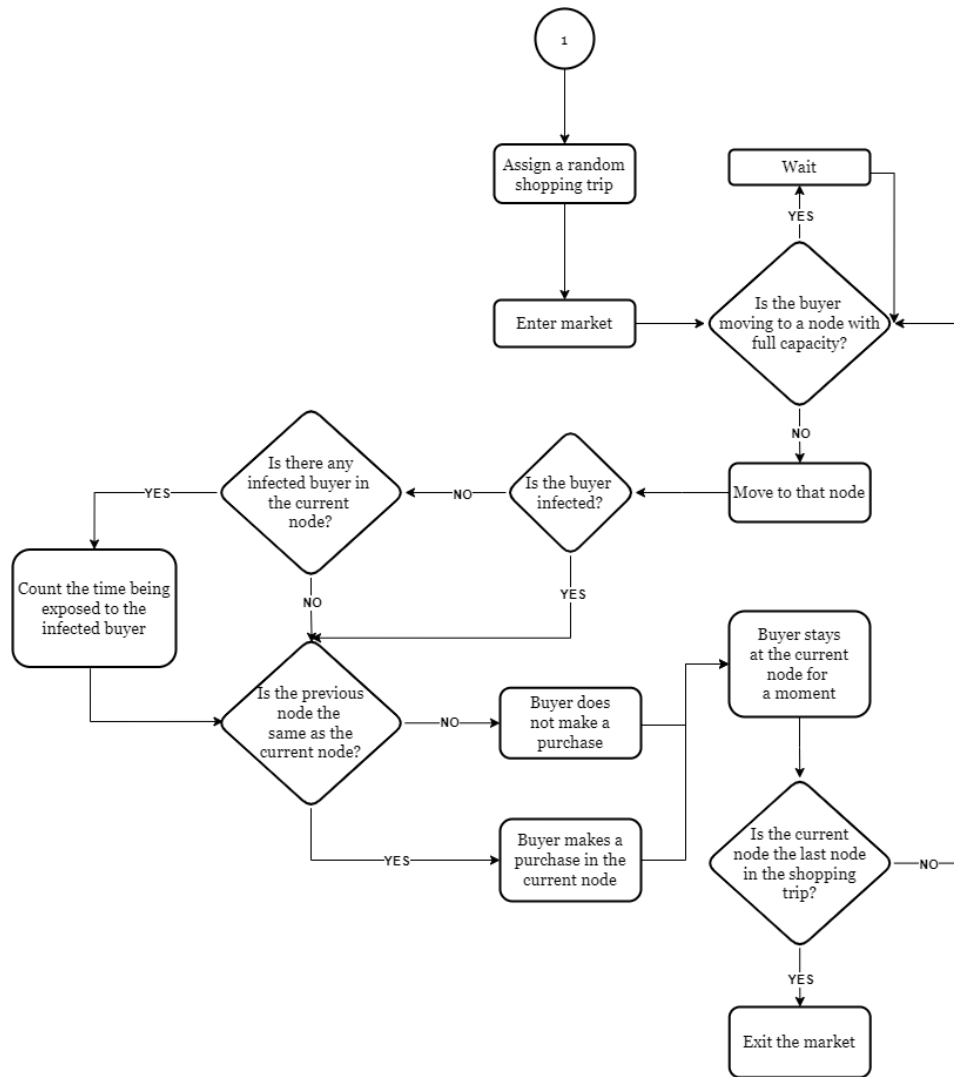 1
Assign a random
shopping trip
Wait
YES
Enter market
Is the buyer
moving to a node with
full capacity?
NO
Move to that node
Is the buyer
infected?
NO
YES
Is there any
infected buyer in
the current
node?
YES
NO
Count the time being
exposed to the
infected buyer
Is the previous
node the
same as the
current node?
NO
Buyer does
not make a
purchase
YES
Buyer makes a
purchase in the
current node
Buyer stays
at the current
node for
a moment
Is the current
node the last node
in the shopping
trip?
NO
YES
Exit the market